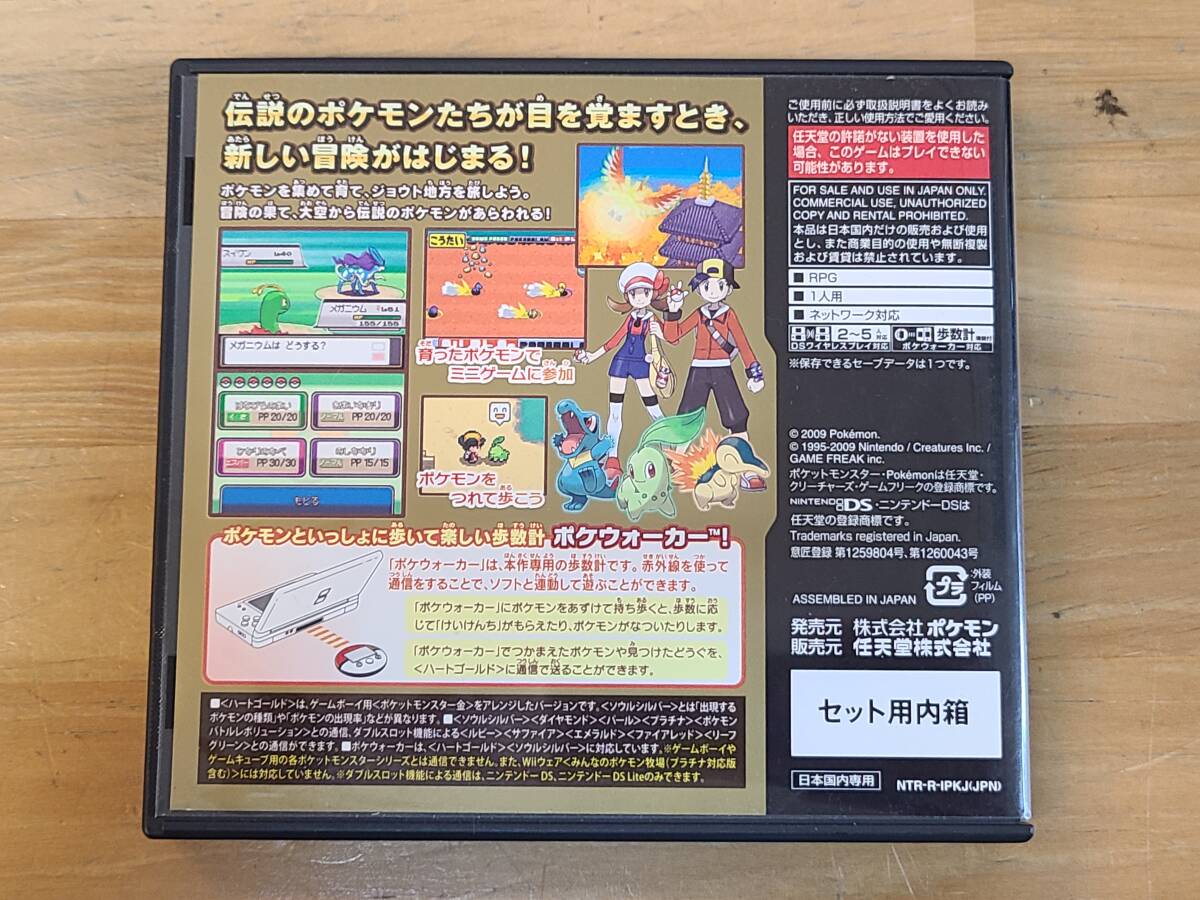 伝説のポケモンたちが目を覚ますとき、
新しい冒険がはじまる！
ポケモンを集めて育て、ジョウト地方を旅しよう。
冒険の果て、大空から伝説のポケモンがあらわれる！
スイクン Lv40
HP
メガニウム Lv61
HP
155/155
メガニウムは どうする？
PP 20/20
PP 20/20
PP 30/30
PP 15/15
もどる
こうたい
育ったポケモンで
ミニゲームに参加
ポケモンを
つれて歩こう
ポケモンといっしょに歩いて楽しい歩数計 ポケウォーカー™！
「ポケウォーカー」は、本作専用の歩数計です。赤外線を使って
通信をすることで、ソフトと連動して遊ぶことができます。
「ポケウォーカー」にポケモンをあずけて持ち歩くと、歩数に応
じて「けいけんち」がもらえたり、ポケモンがなついたりします。
「ポケウォーカー」でつかまえたポケモンや見つけたどうぐを、
＜ハートゴールド＞に通信で送ることができます。
■＜ハートゴールド＞は、ゲームボーイ用＜ポケットモンスター金＞をアレンジしたバージョンです。＜ソウルシルバー＞とは「出現する
ポケモンの種類」や「ポケモンの出現率」などが異なります。■＜ソウルシルバー＞＜ダイヤモンド＞＜パール＞＜プラチナ＞＜ポケモン
バトルレボリューション＞との通信、ダブルスロット機能による＜ルビー＞＜サファイア＞＜エメラルド＞＜ファイアレッド＞＜リーフ
グリーン＞との通信ができます。■ポケウォーカーは、＜ハートゴールド＞＜ソウルシルバー＞に対応しています。※ゲームボーイや
ゲームキューブ用の各ポケットモンスターシリーズとは通信できません。また、Wiiウェア＜みんなのポケモン牧場（プラチナ対応版
含む）＞には対応していません。※ダブルスロット機能による通信は、ニンテンドーDS、ニンテンドーDS Liteのみできます。
ご使用前に必ず取扱説明書をよくお読み
いただき、正しい使用方法でご愛用ください。
任天堂の許諾がない装置を使用した
場合、このゲームはプレイできない
可能性があります。
FOR SALE AND USE IN JAPAN ONLY.
COMMERCIAL USE, UNAUTHORIZED
COPY AND RENTAL PROHIBITED.
本品は日本国内だけの販売および使用
とし、また商業目的の使用や無断複製
および賃貸は禁止されています。
■ RPG
■ 1人用
■ ネットワーク対応
2～5人対応
DSワイヤレスプレイ対応
歩数計
ポケウォーカー対応
※保存できるセーブデータは1つです。
© 2009 Pokémon.
© 1995-2009 Nintendo / Creatures Inc. /
GAME FREAK inc.
ポケットモンスター・Pokémonは任天堂・
クリーチャーズ・ゲームフリークの登録商標です。
NINTENDO DS・ニンテンドーDSは
任天堂の登録商標です。
Trademarks registered in Japan.
意匠登録 第1259804号、第1260043号
ASSEMBLED IN JAPAN
プラ
:外装
フィルム
(PP)
発売元 株式会社ポケモン
販売元 任天堂株式会社
セット用内箱
日本国内専用
NTR-R-IPKJ(JPN)